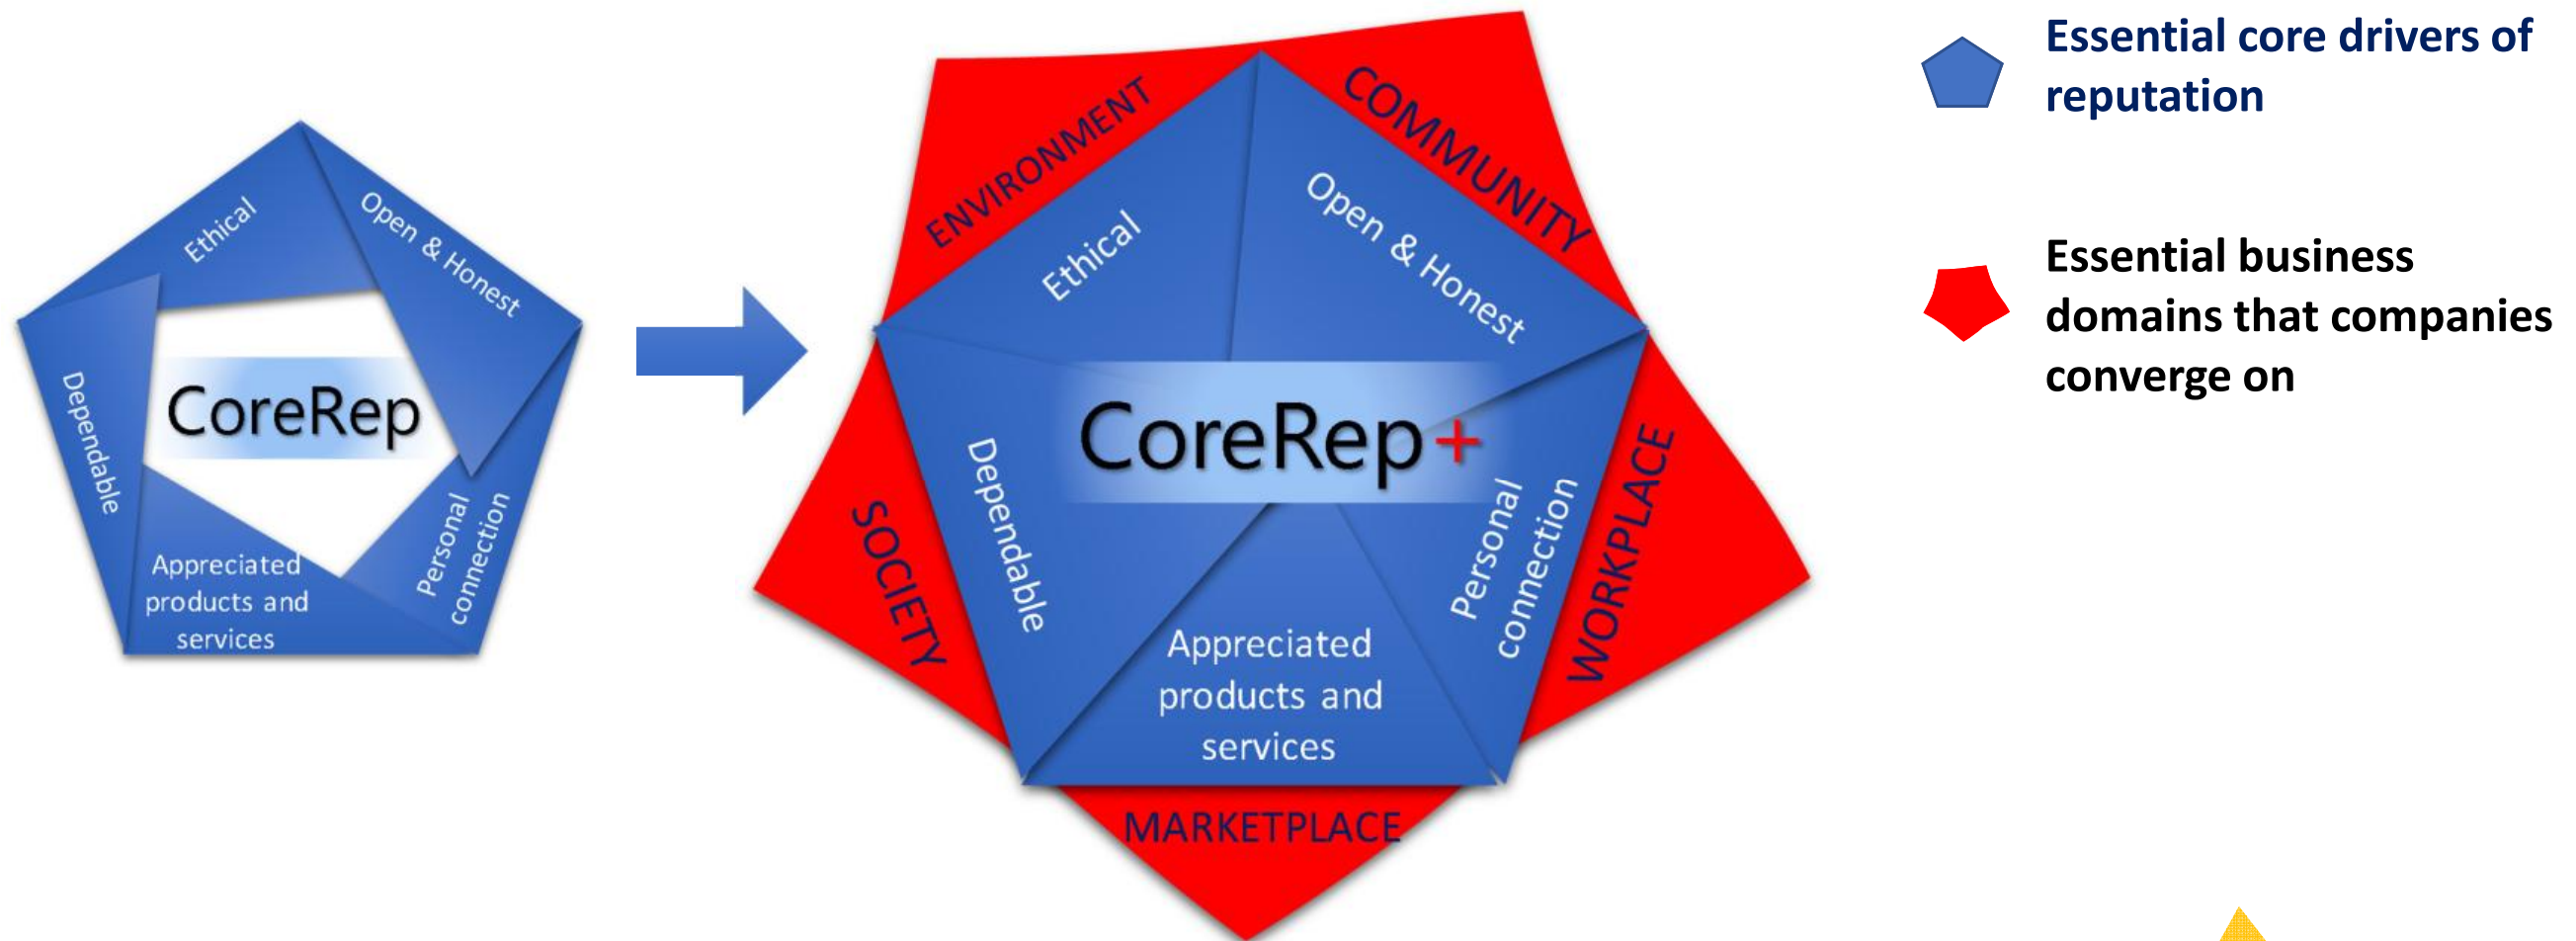 Ethical
Open & Honest
Dependable
CoreRep
Personal
connection
Appreciated
products and
services
ENVIRONMENT
COMMUNITY
Ethical
Open & Honest
CoreRep+
Dependable
Personal
connection
SOCIETY
WORKPLACE
Appreciated
products and
services
MARKETPLACE
Essential core drivers of
reputation
Essential business
domains that companies
converge on